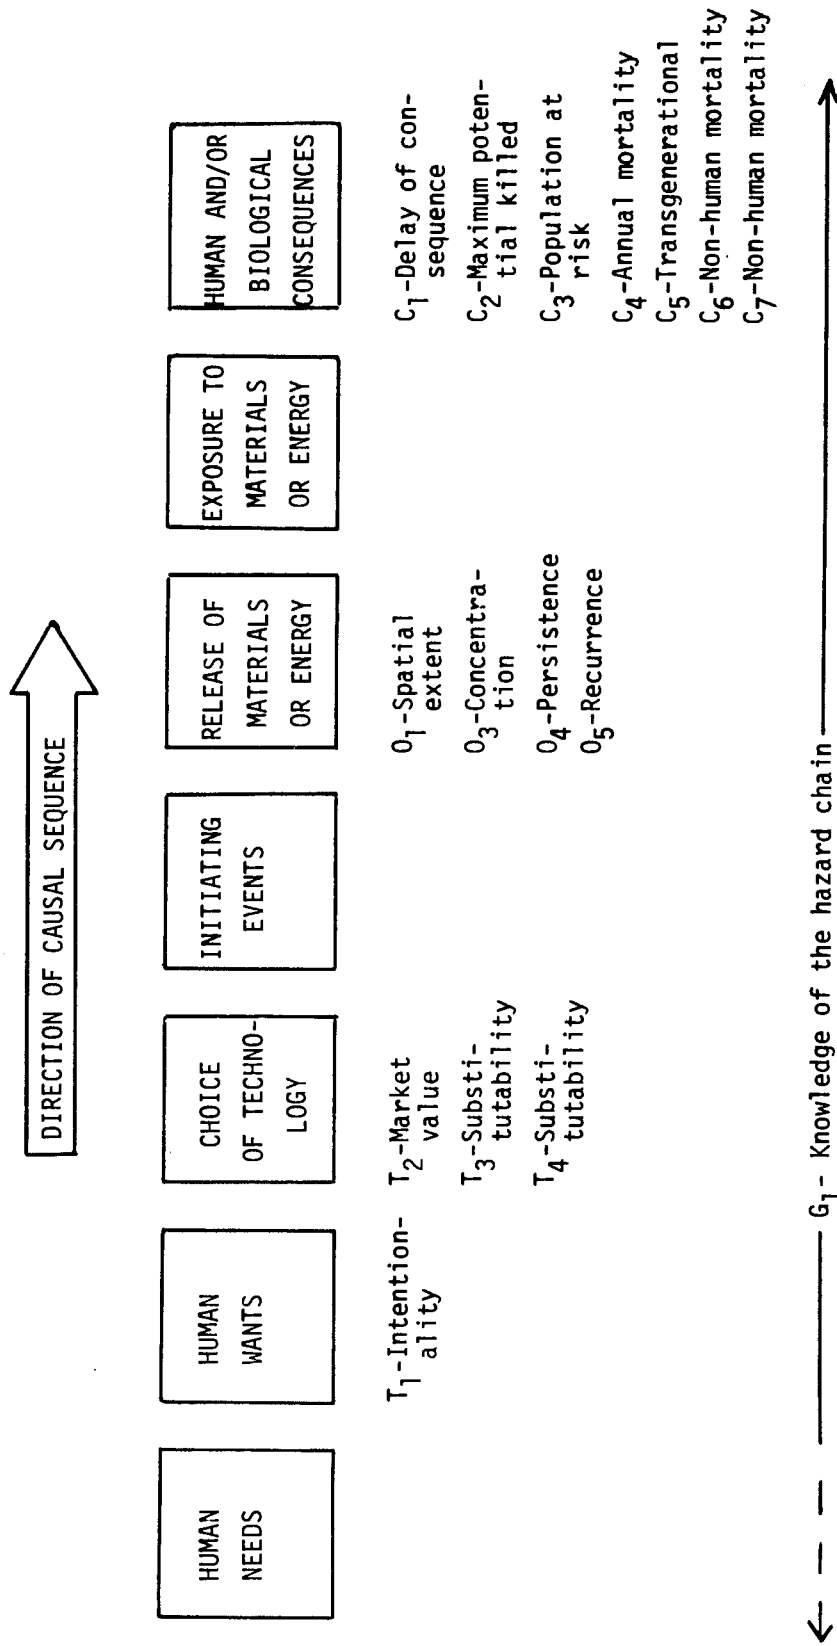 DIRECTION OF CAUSAL SEQUENCE
HUMAN
NEEDS
HUMAN
WANTS
CHOICE
OF TECHNO-
LOGY
INITIATING
EVENTS
RELEASE OF
MATERIALS
OR ENERGY
EXPOSURE TO
MATERIALS
OR ENERGY
HUMAN AND/OR
BIOLOGICAL
CONSEQUENCES
T1-Intention-
ality
T2-Market
value
T3-Substi-
tutability
T4-Substi-
tutability
O1-Spatial
extent
O3-Concentra-
tion
O4-Persistence
O5-Recurrence
C1-Delay of con-
sequence
C2-Maximum poten-
tial killed
C3-Population at
risk
C4-Annual mortality
C5-Transgenerational
C6-Non-human mortality
C7-Non-human mortality
G1- Knowledge of the hazard chain